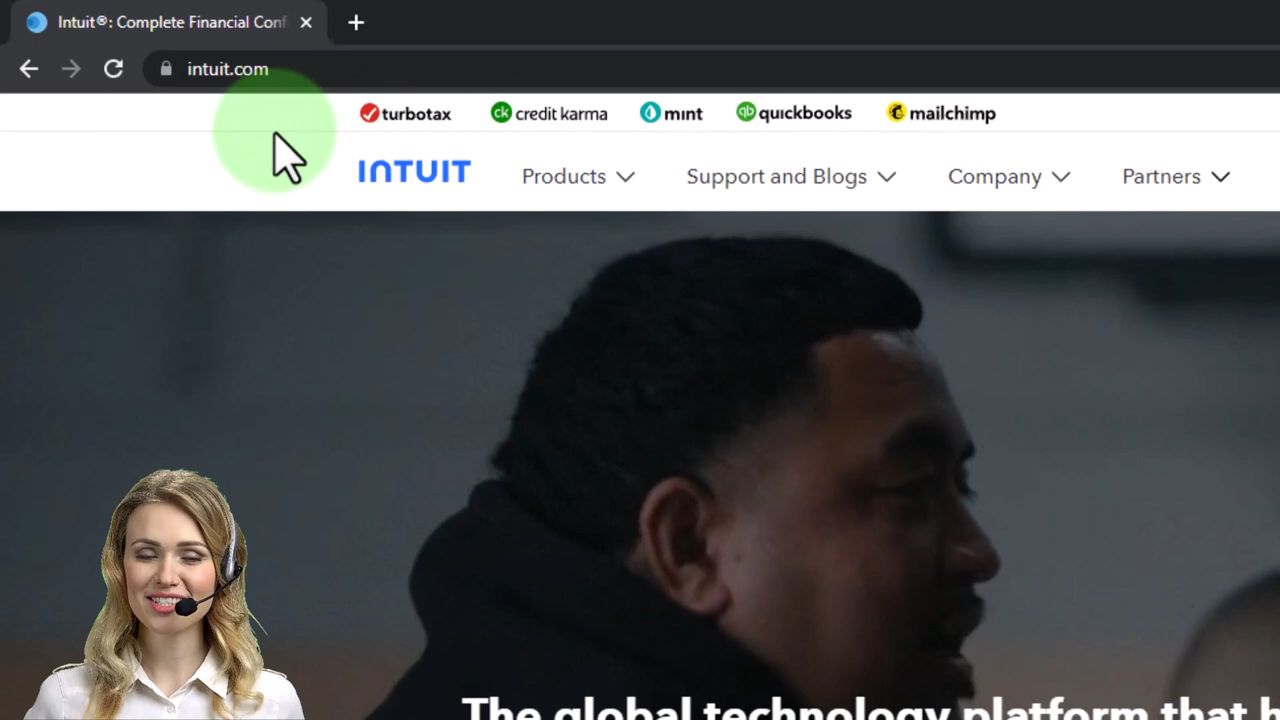 Intuit®: Complete Financial Conf
intuit.com
turbotax credit karma mint quickbooks mailchimp
INTUIT Products Support and Blogs Company Partners
The global technology platform that